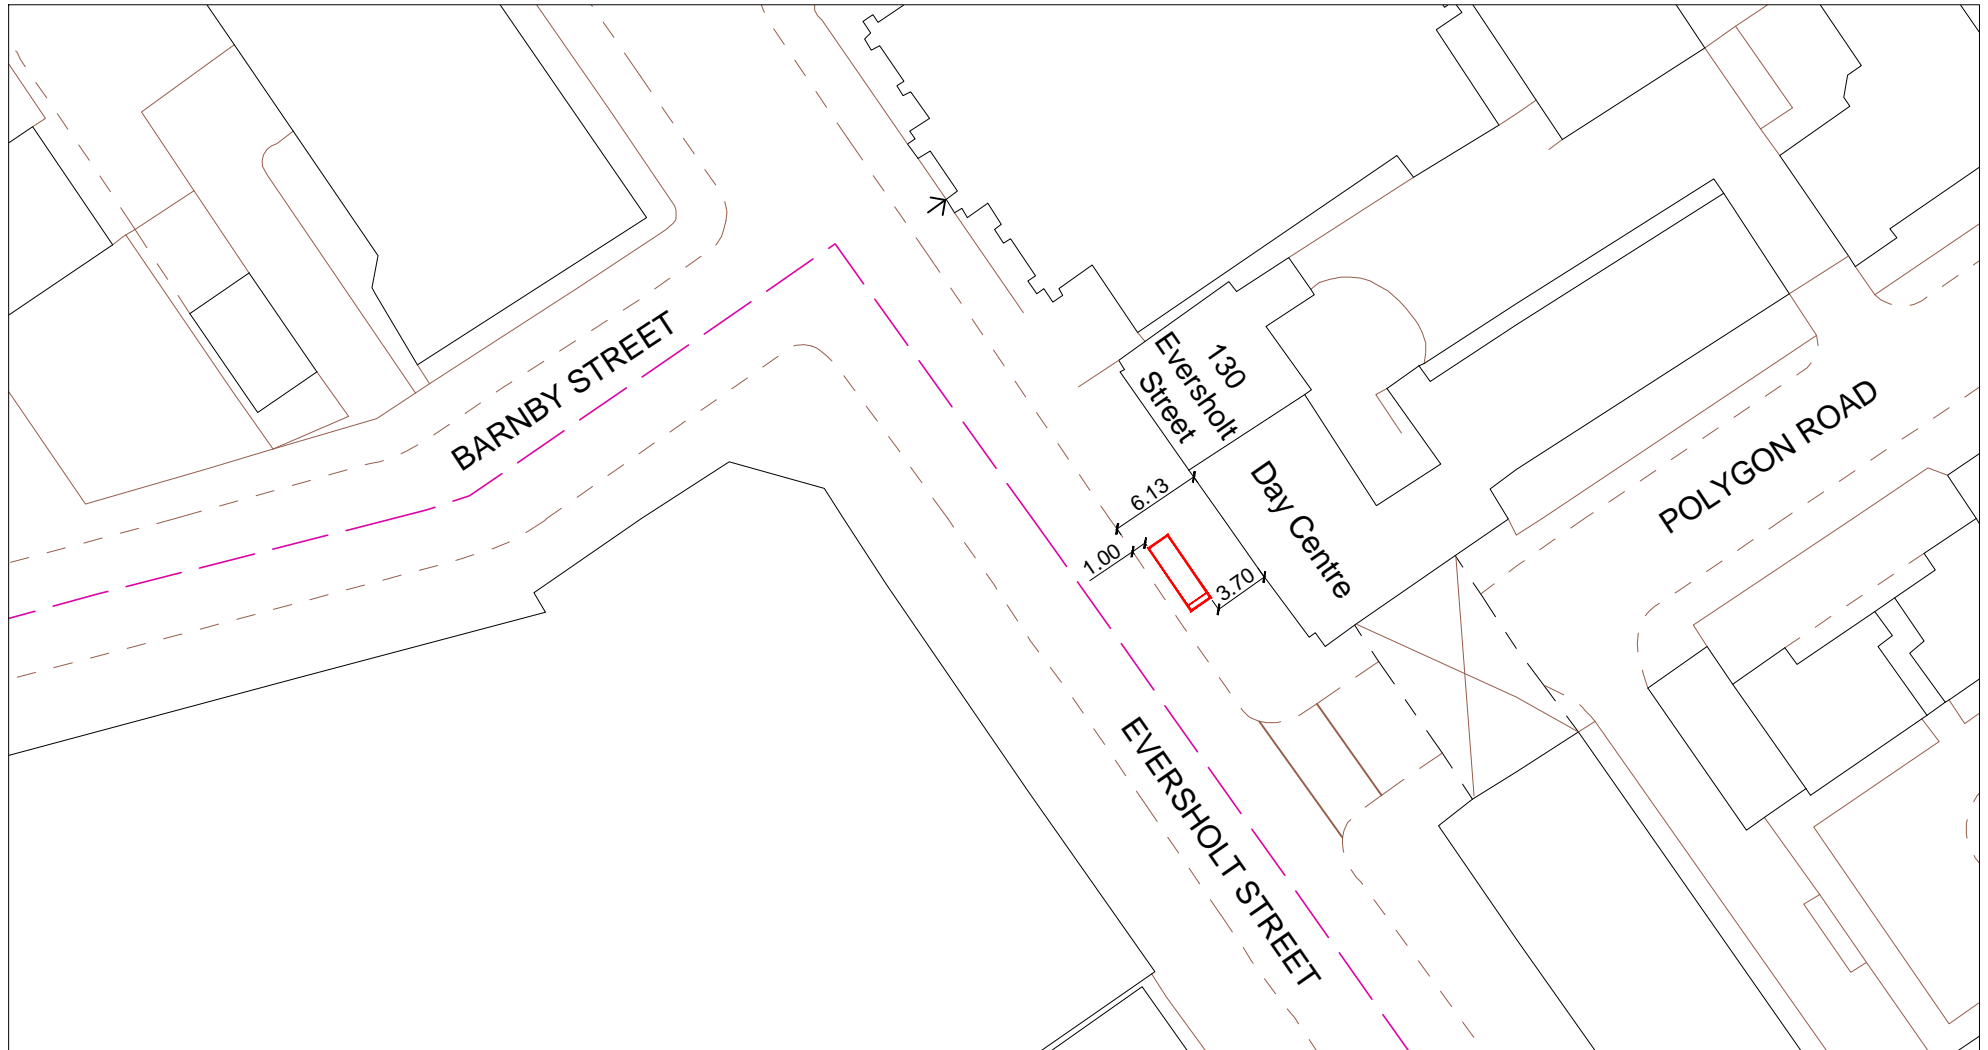 BARNBY STREET
130
Eversholt
Street
6.13
Day Centre
1.00
3.70
POLYGON ROAD
EVERSHOLT STREET